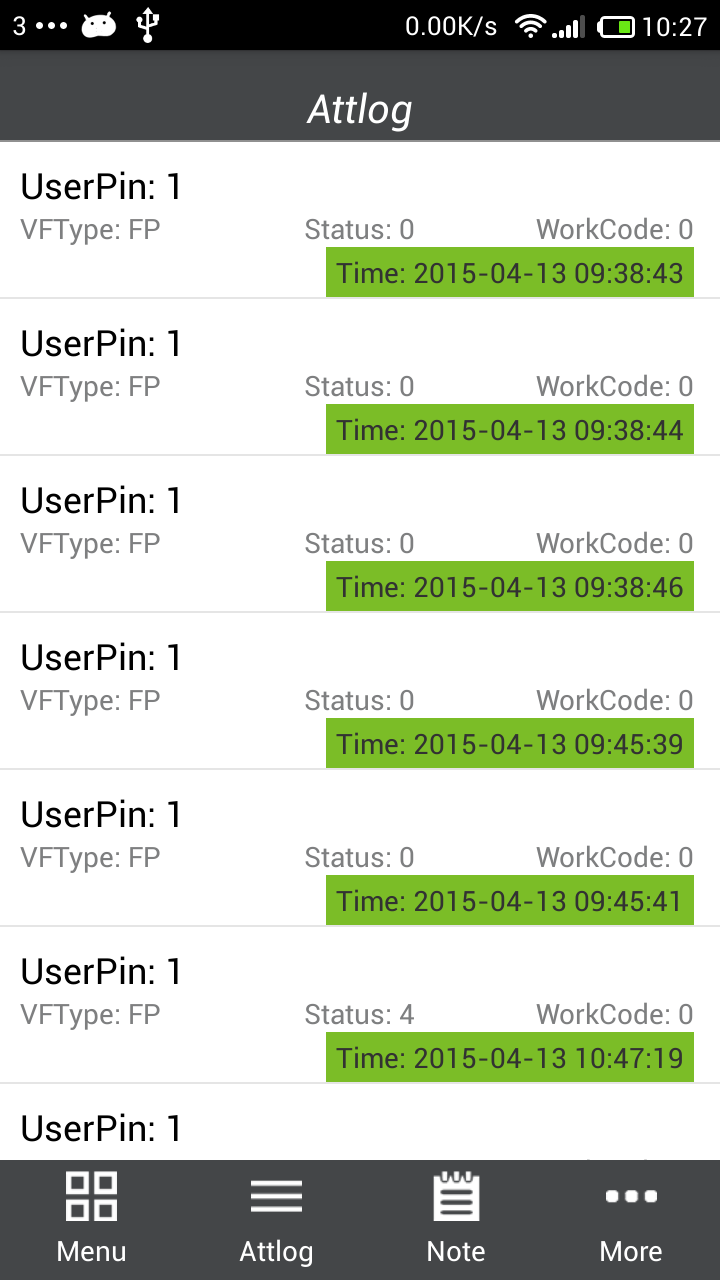 3 0.00K/s 10:27
Attlog
UserPin: 1
VFType: FP Status: 0 WorkCode: 0
Time: 2015-04-13 09:38:43
UserPin: 1
VFType: FP Status: 0 WorkCode: 0
Time: 2015-04-13 09:38:44
UserPin: 1
VFType: FP Status: 0 WorkCode: 0
Time: 2015-04-13 09:38:46
UserPin: 1
VFType: FP Status: 0 WorkCode: 0
Time: 2015-04-13 09:45:39
UserPin: 1
VFType: FP Status: 0 WorkCode: 0
Time: 2015-04-13 09:45:41
UserPin: 1
VFType: FP Status: 4 WorkCode: 0
Time: 2015-04-13 10:47:19
UserPin: 1
Menu Attlog Note More